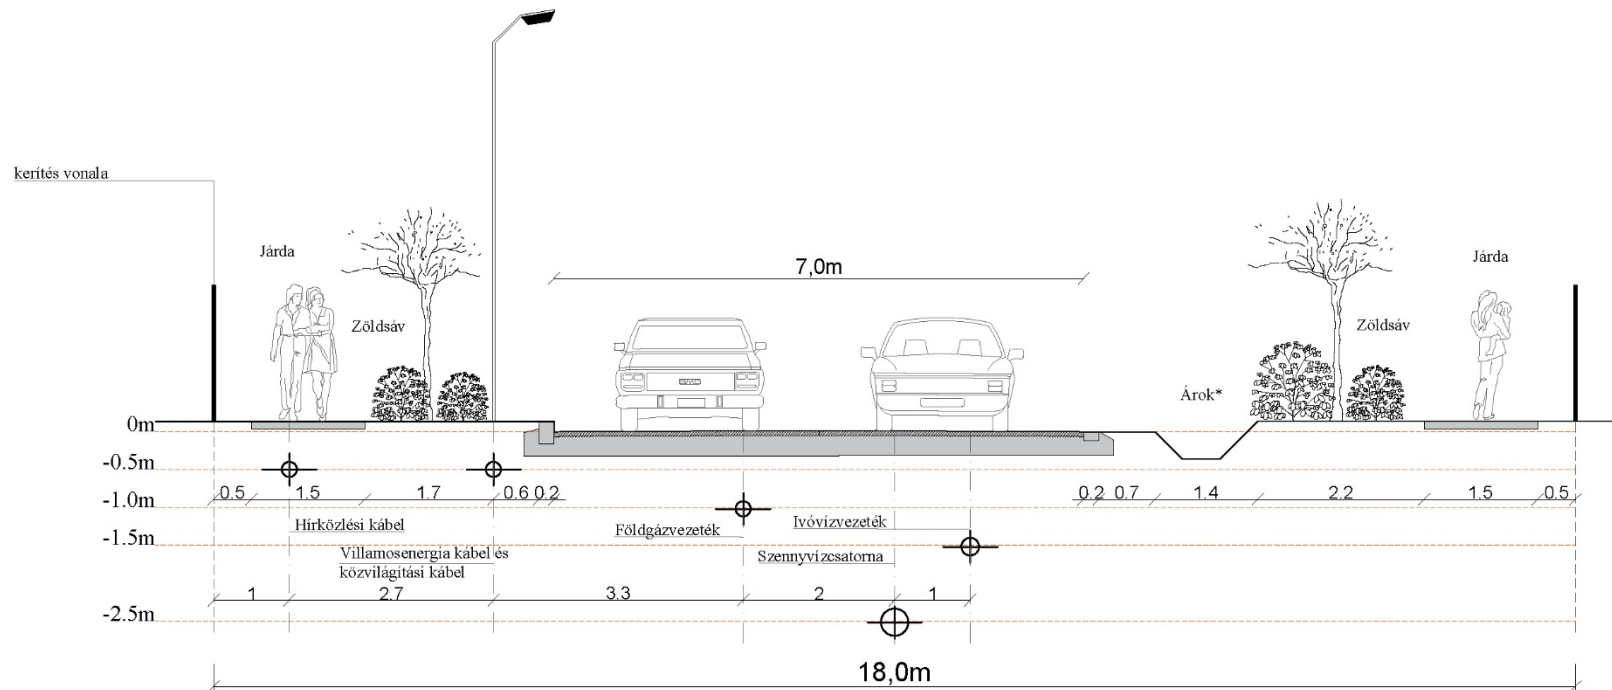 kerítés vonala
Járda
Zöldsáv
7,0m
Árok*
Zöldsáv
Járda
GMC
0m
-0.5m
0.5
1.5
1.7
0.6
0.2
0.2
0.7
1.4
2.2
1.5
0.5
-1.0m
Hírközlési kábel
Földgázvezeték
Ivóvízvezeték
-1.5m
Villamosenergia kábel és
közvilágítási kábel
Szennyvízcsatorna
1
2.7
3.3
2
1
-2.5m
18,0m